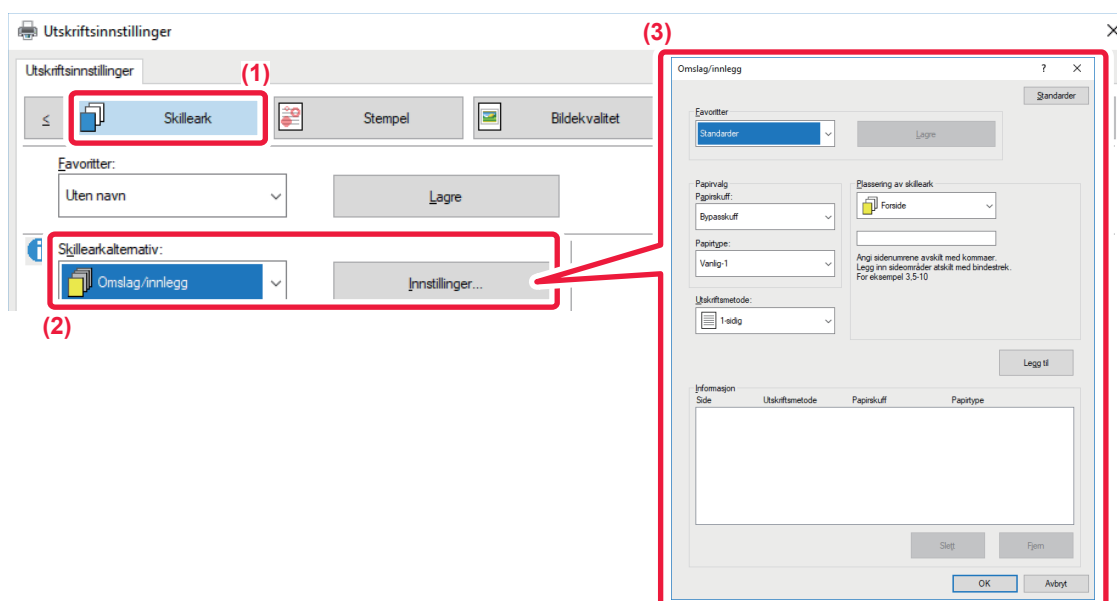 Utskriftsinnstillinger
Utskriftsinnstillinger
(1)
≤
Skilleark
Stempel
Bildekvalitet
Favoritter:
Uten navn
Lagre
Skillearkalternativ:
Omslag/innlegg
Innstillinger...
(2)
(3)
Omslag/innlegg
?
Standarder
Favoritter
Standarder
Lagre
Papirvalg
Papirskuff:
Bypasskuff
Papirtype:
Vanlig-1
Utskriftsmetode:
1-sidig
Plassering av skilleark
Forside
Angi sidenumrene avskilt med kommaer.
Legg inn sideområder atskilt med bindestrek.
For eksempel 3,5-10
Legg til
Informasjon
Side Utskriftsmetode Papirskuff Papirtype
Slett Fjern
OK Avbryt